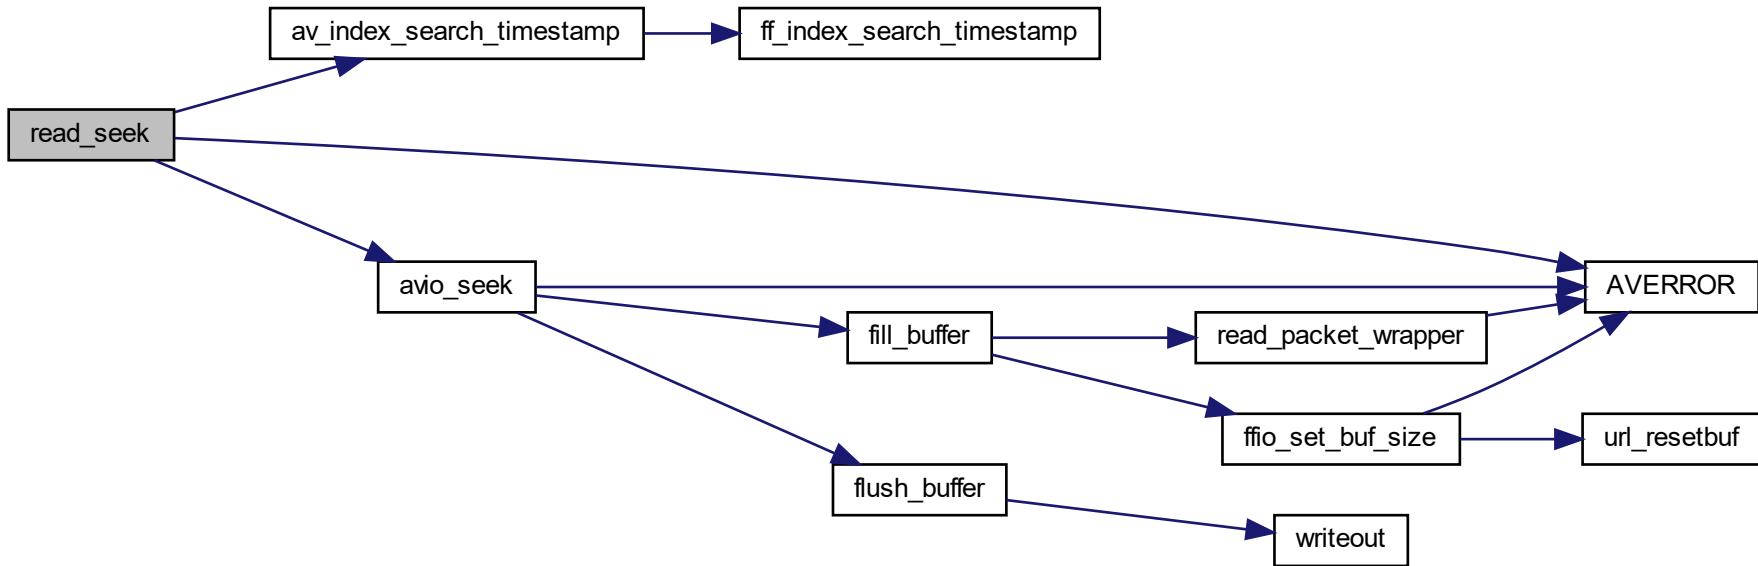 av_index_search_timestamp
ff_index_search_timestamp
read_seek
avio_seek
AVERROR
fill_buffer
read_packet_wrapper
ffio_set_buf_size
url_resetbuf
flush_buffer
writeout